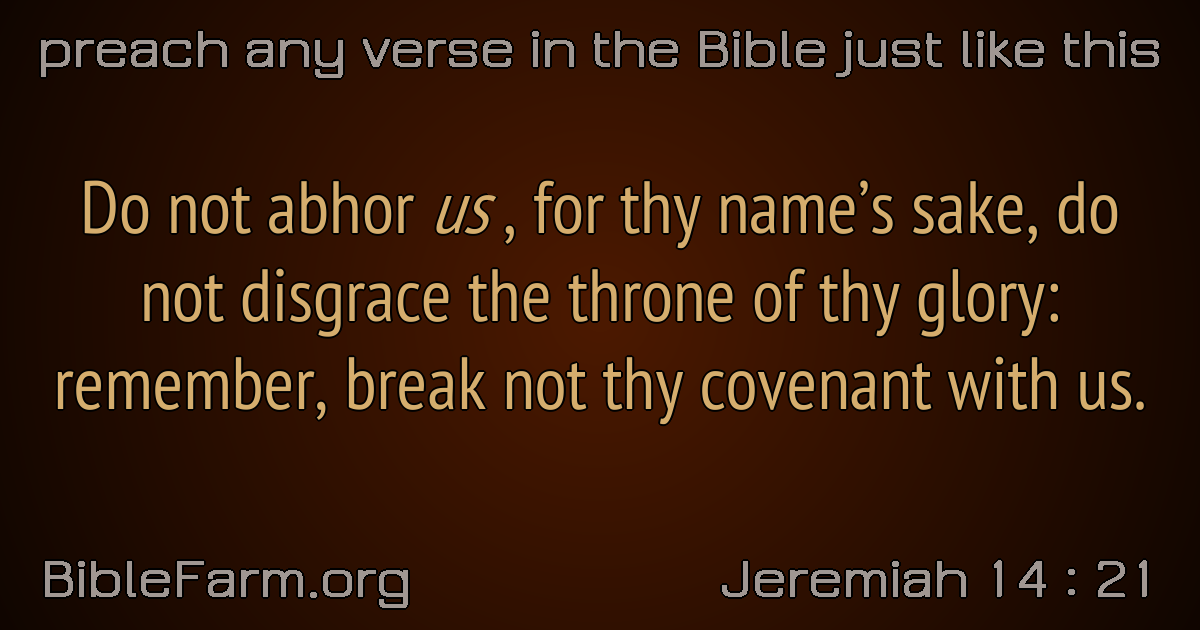 preach any verse in the Bible just like this
Do not abhor us , for thy name’s sake, do
not disgrace the throne of thy glory:
remember, break not thy covenant with us.
BibleFarm.org
Jeremiah 14 : 21